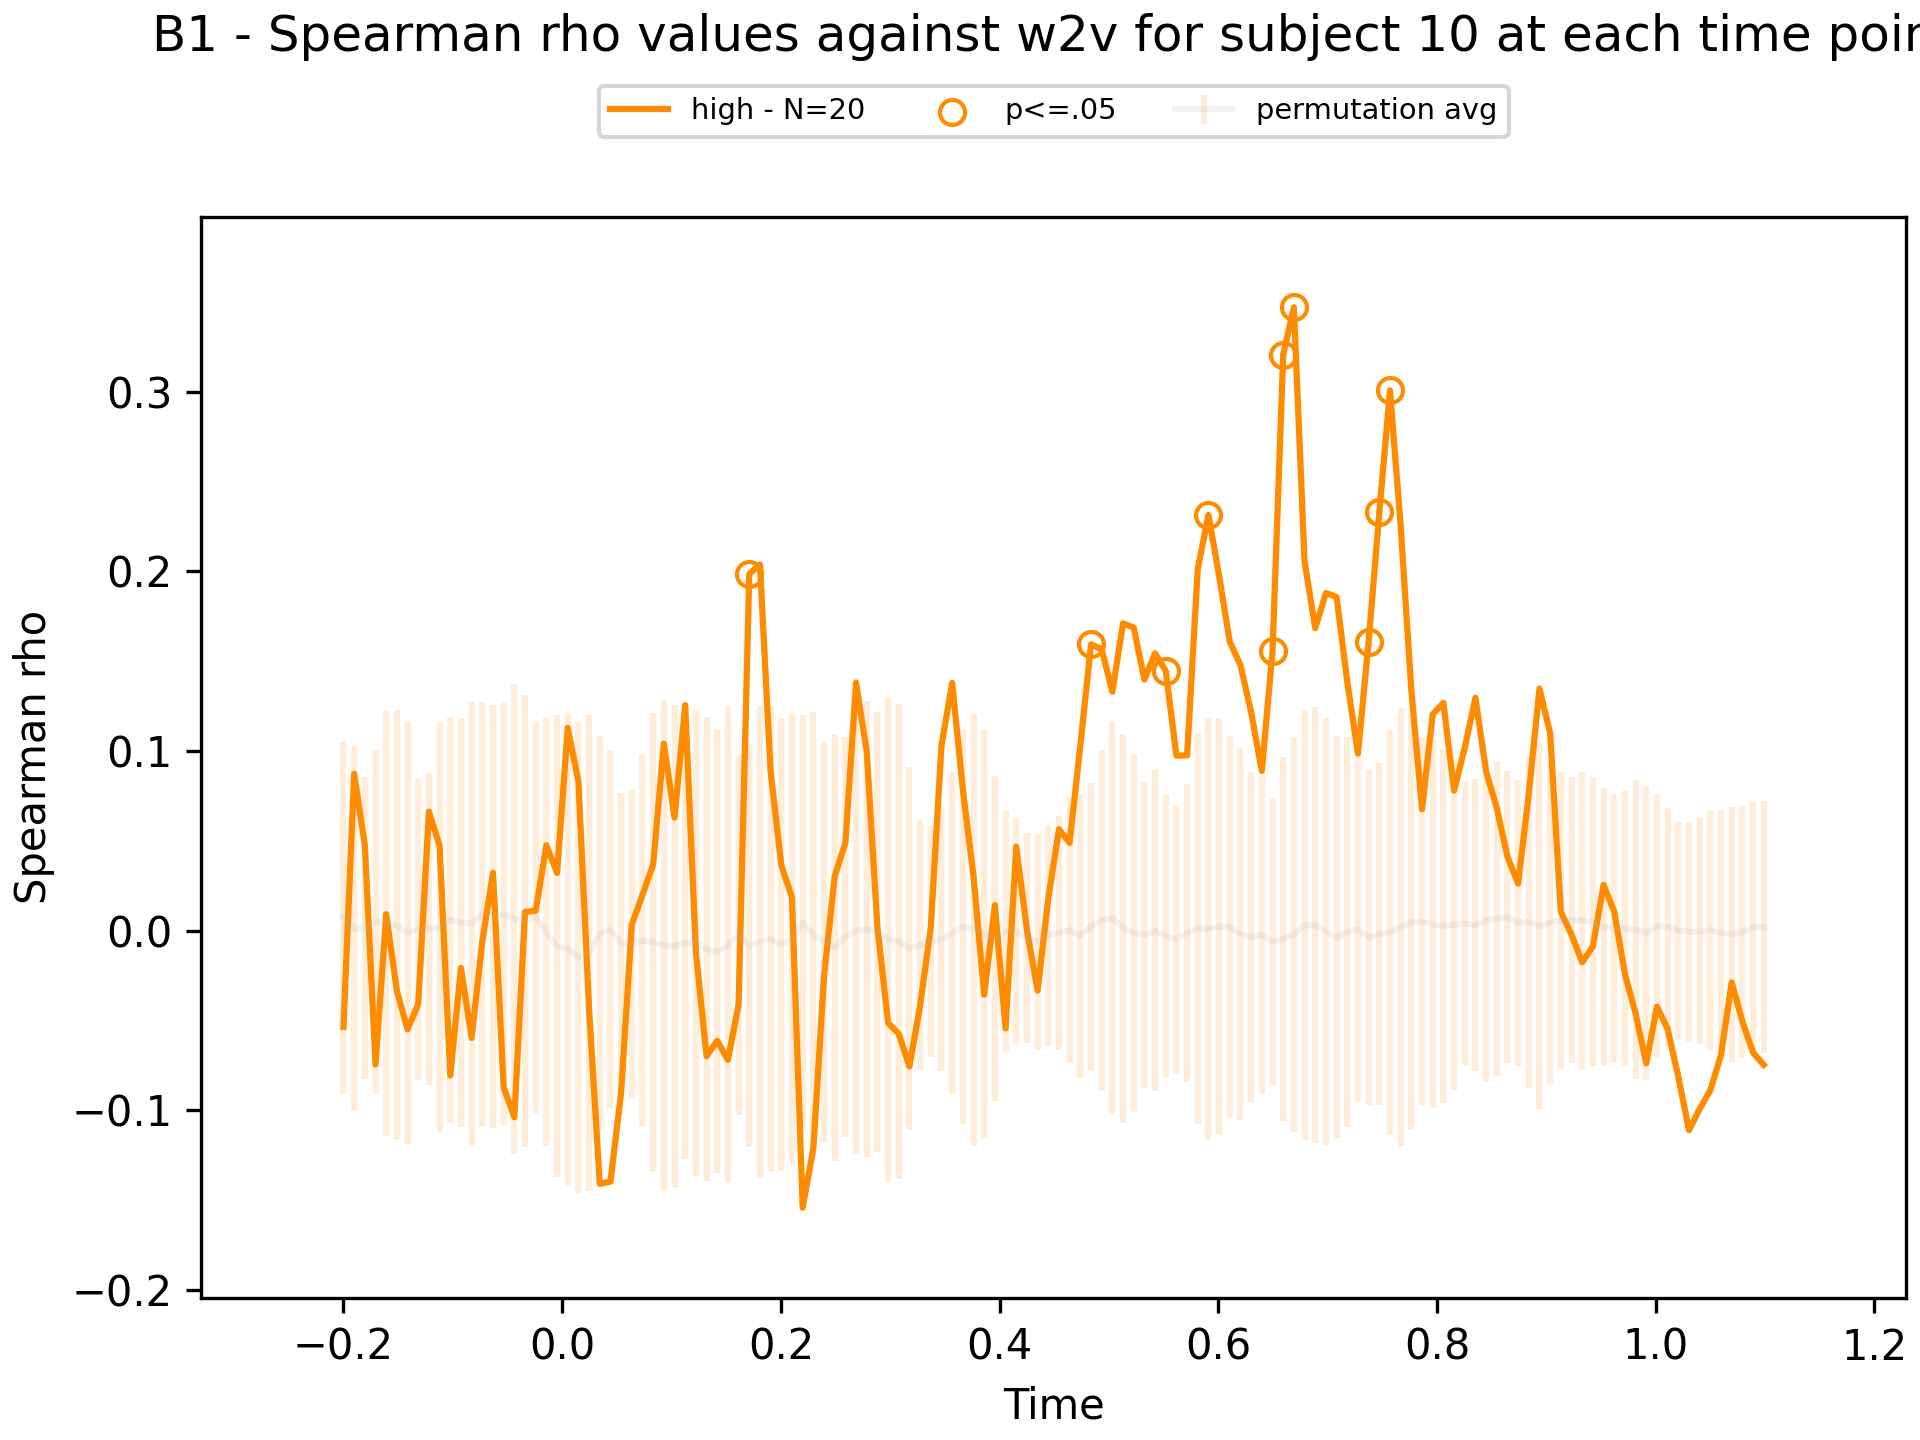 B1 - Spearman rho values against w2v for subject 10 at each time poin
high - N=20 p<=.05 permutation avg
Spearman rho
0.3
0.2
0.1
0.0
−0.1
−0.2
−0.2 0.0 0.2 0.4 0.6 0.8 1.0 1.2
Time